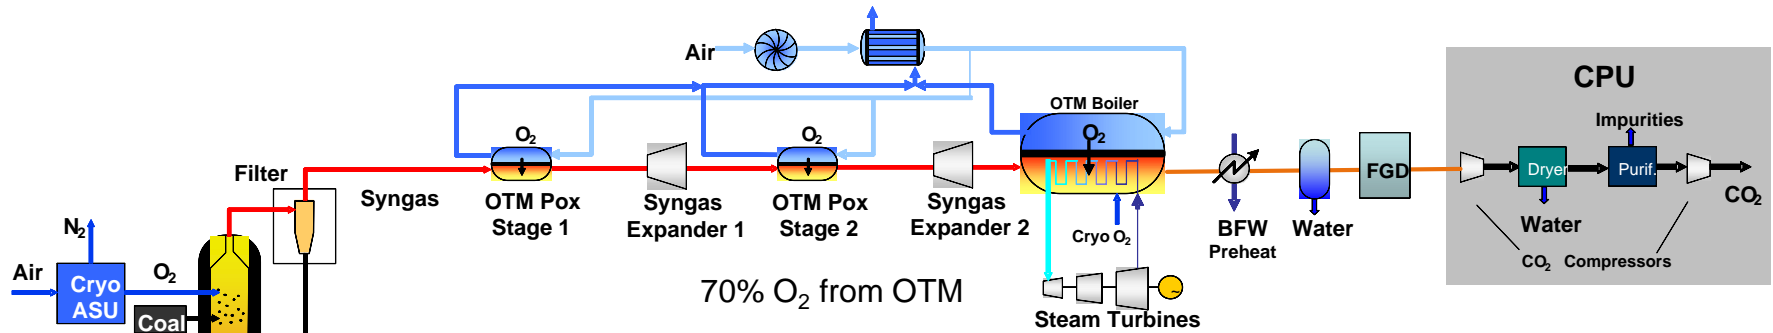 Air
N2
Air
O2
Cryo
ASU
Coal
Filter
Syngas
O2
OTM Pox
Stage 1
Syngas
Expander 1
O2
OTM Pox
Stage 2
Syngas
Expander 2
70% O2 from OTM
OTM Boiler
O2
Cryo O2
~
Steam Turbines
BFW
Preheat
Water
FGD
CPU
Impurities
Dryer
Purif.
Water
CO2
CO2 Compressors